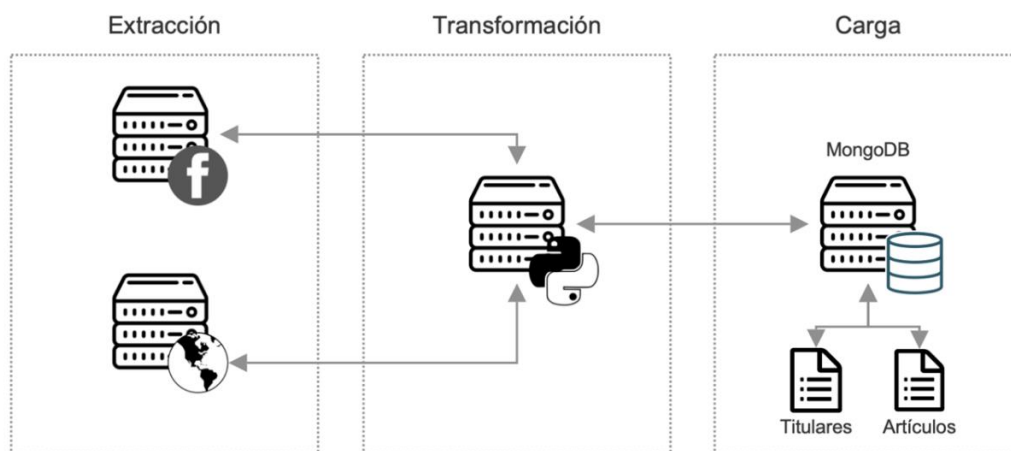 Extracción
Transformación
Carga
MongoDB
Titulares
Artículos